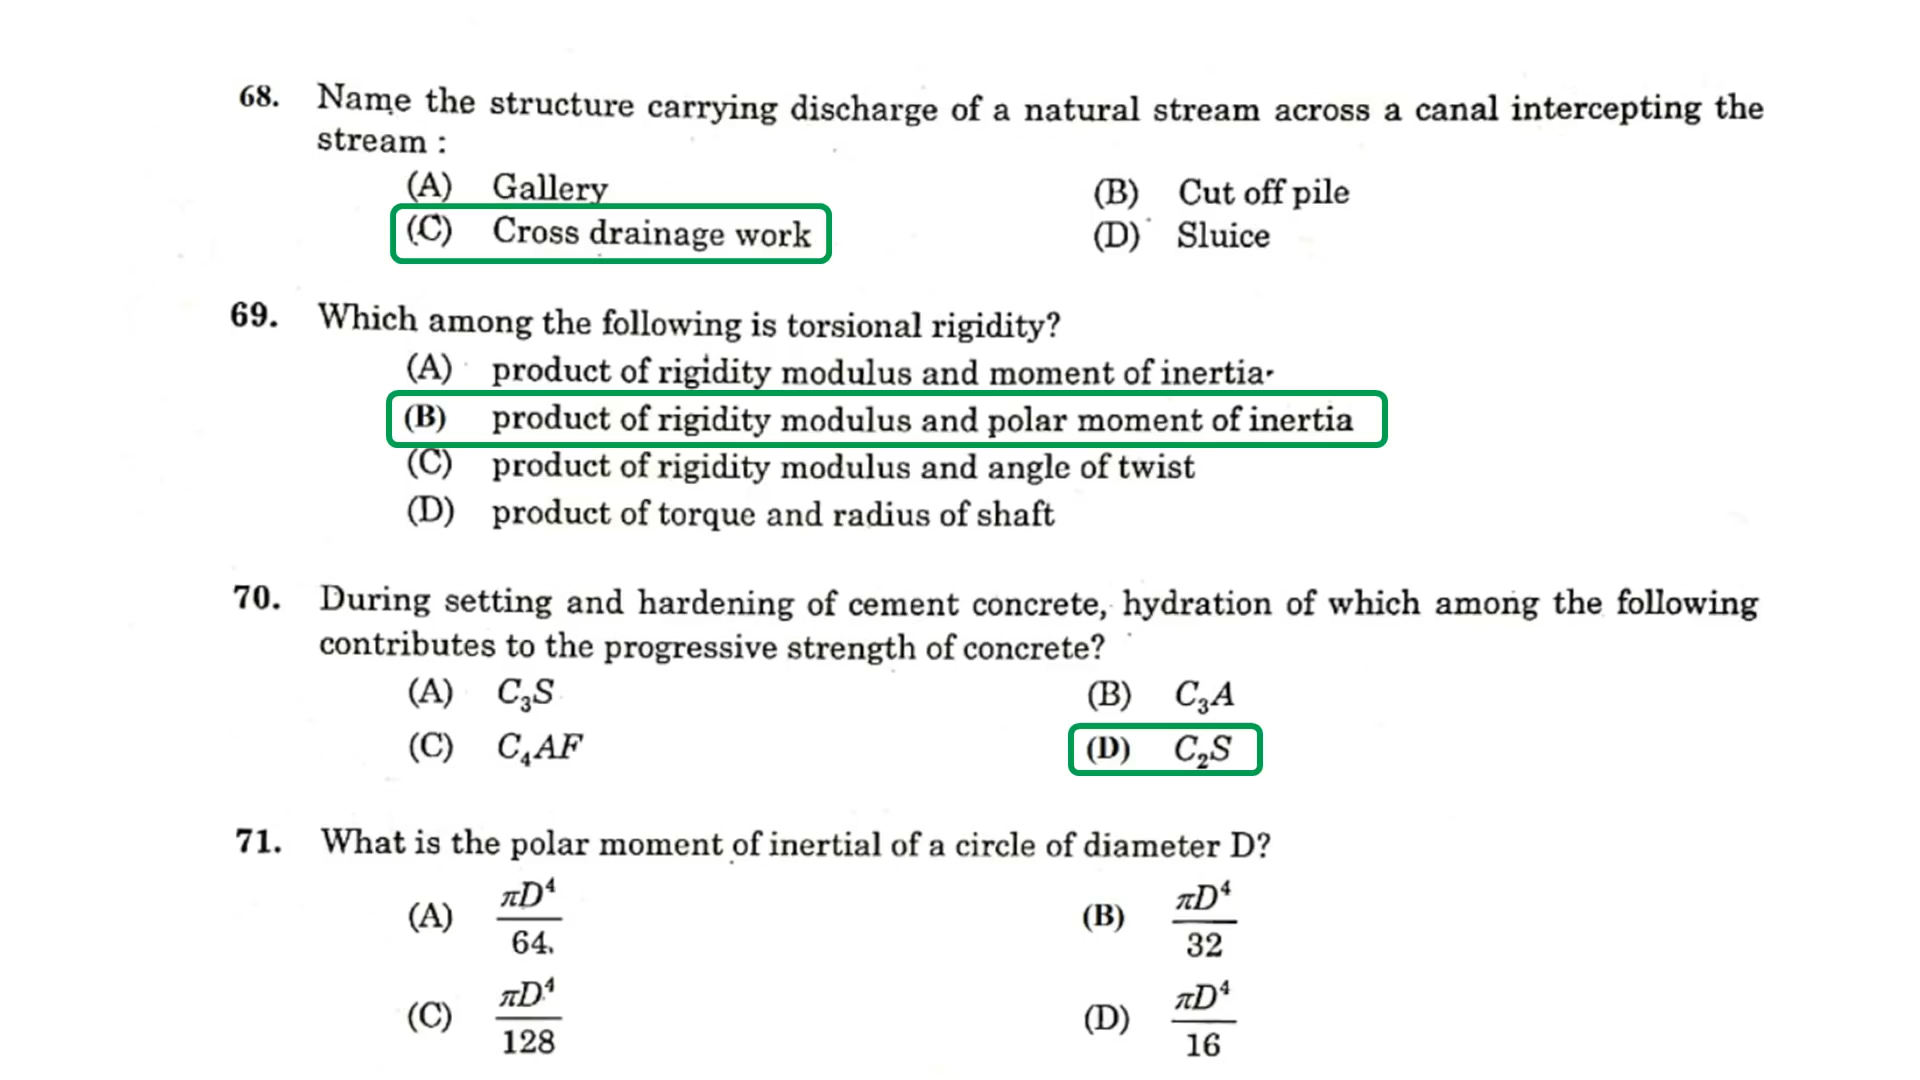 68. Name the structure carrying discharge of a natural stream across a canal intercepting the
stream :
(A) Gallery (B) Cut off pile
(C) Cross drainage work (D) Sluice
69. Which among the following is torsional rigidity?
(A) product of rigidity modulus and moment of inertia
(B) product of rigidity modulus and polar moment of inertia
(C) product of rigidity modulus and angle of twist
(D) product of torque and radius of shaft
70. During setting and hardening of cement concrete, hydration of which among the following
contributes to the progressive strength of concrete?
(A) C₃S (B) C₃A
(C) C₄AF (D) C₂S
71. What is the polar moment of inertial of a circle of diameter D?
(A) πD⁴/64 (B) πD⁴/32
(C) πD⁴/128 (D) πD⁴/16